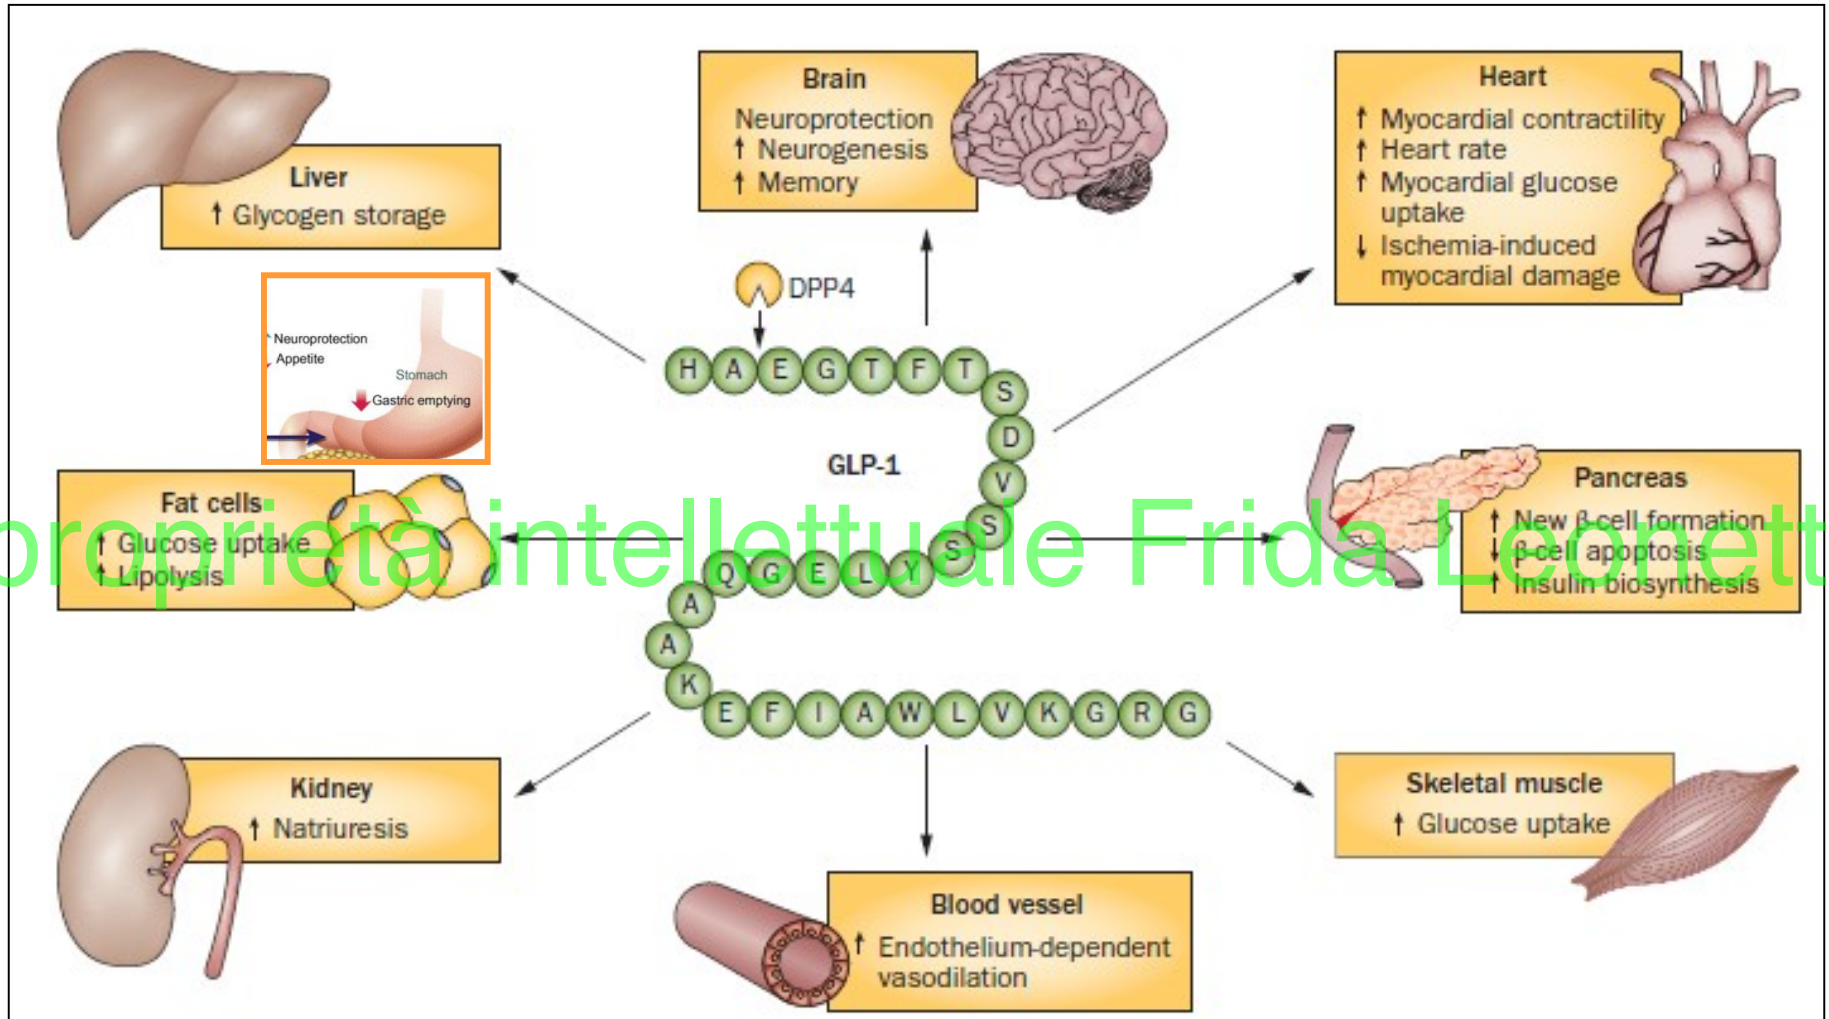 Brain
Neuroprotection
↑ Neurogenesis
↑ Memory
Heart
↑ Myocardial contractility
↑ Heart rate
↑ Myocardial glucose
uptake
↓ Ischemia-induced
myocardial damage
Liver
↑ Glycogen storage
DPP4
Neuroprotection
Appetite
Stomach
Gastric emptying
H A E G T F T S D V S S Y L E G Q A A K E F I A W L V K G R G
GLP-1
Fat cells
↑ Glucose uptake
↑ Lipolysis
Pancreas
↑ New β-cell formation
↓ β-cell apoptosis
↑ Insulin biosynthesis
proprietà intellettuale Frida Leonett
Kidney
↑ Natriuresis
Skeletal muscle
↑ Glucose uptake
Blood vessel
↑ Endothelium-dependent
vasodilation